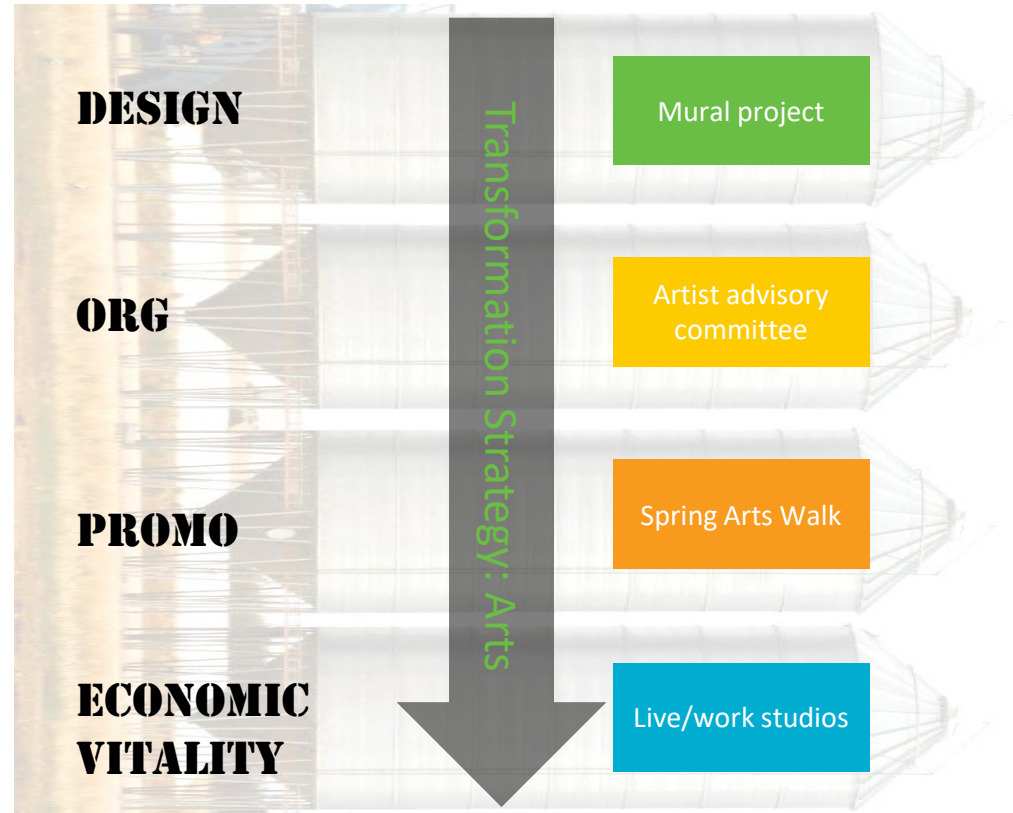 DESIGN
Mural project
ORG
Artist advisory
committee
PROMO
Spring Arts Walk
ECONOMIC
VITALITY
Live/work studios
Transformation Strategy: Arts